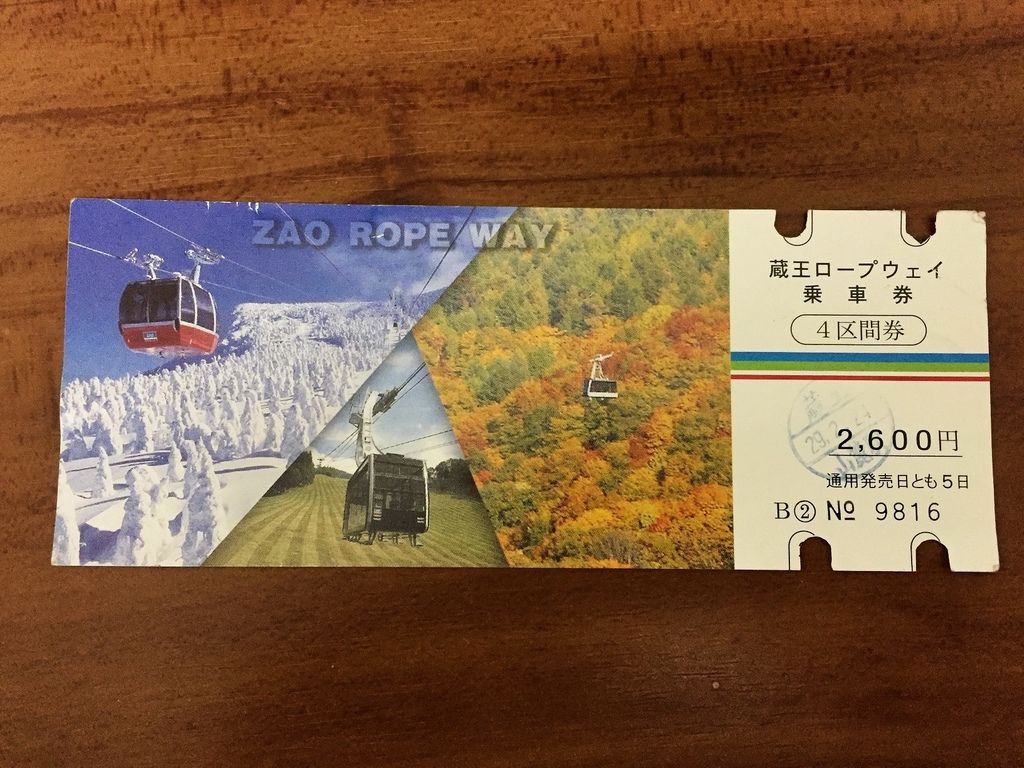 ZAO ROPE WAY
蔵王ロープウェイ
乗車券
4区間券
2,600円
通用発売日とも5日
B② № 9816